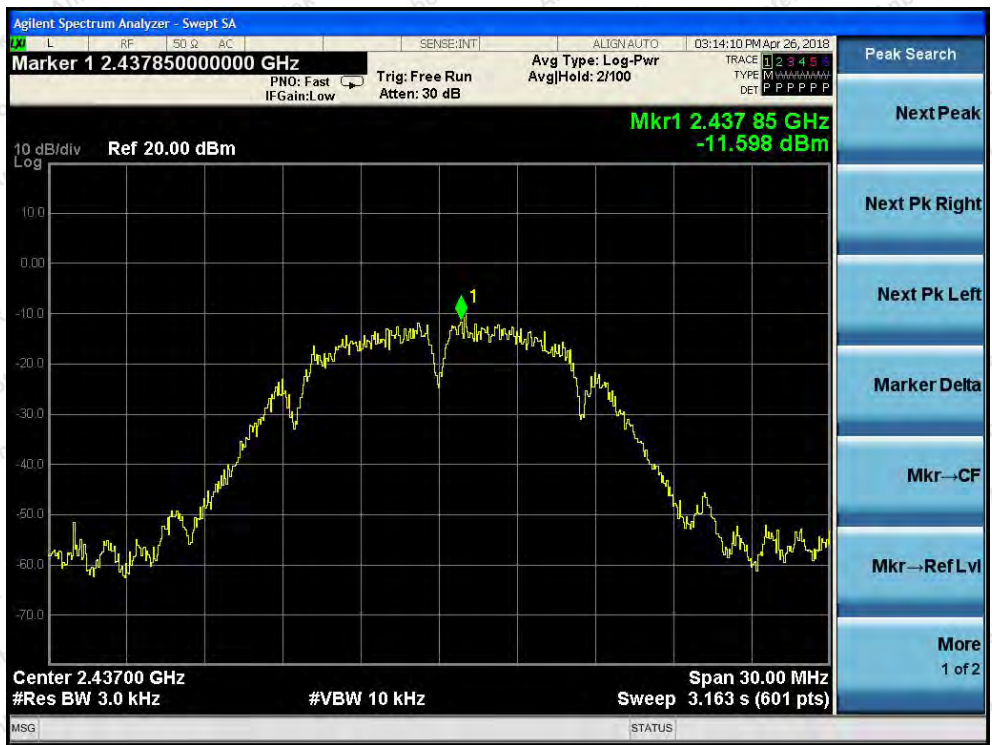 Agilent Spectrum Analyzer - Swept SA
LXI L RF 50 Ω AC SENSE:INT ALIGN AUTO 03:14:10 PM Apr 26, 2018
Marker 1 2.437850000000 GHz
PNO: Fast
IFGain:Low
Trig: Free Run
Atten: 30 dB
Avg Type: Log-Pwr
Avg|Hold: 2/100
TRACE 1 2 3 4 5 6
TYPE M
DET P P P P P P
Mkr1 2.437 85 GHz
-11.598 dBm
10 dB/div
Log
Ref 20.00 dBm
10.0
0.00
-10.0
-20.0
-30.0
-40.0
-50.0
-60.0
-70.0
1
Center 2.43700 GHz
#Res BW 3.0 kHz
#VBW 10 kHz
Span 30.00 MHz
Sweep 3.163 s (601 pts)
MSG
STATUS
Peak Search
Next Peak
Next Pk Right
Next Pk Left
Marker Delta
Mkr→CF
Mkr→Ref Lvl
More
1 of 2